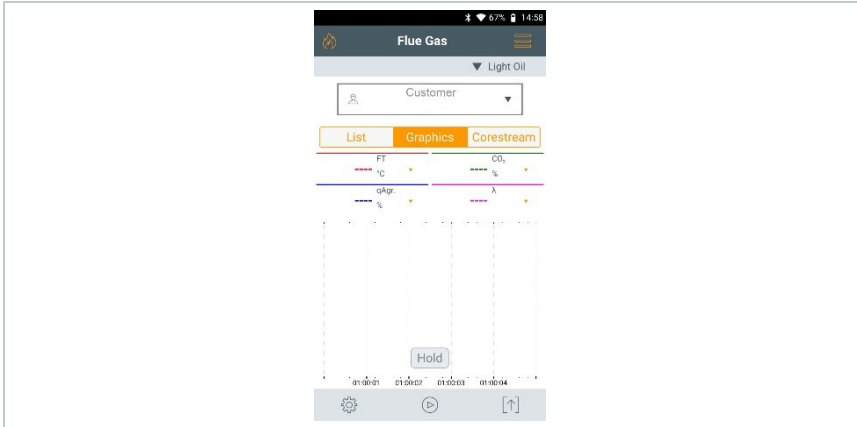 67% 14:58
Flue Gas
Light Oil
Customer
List Graphics Corestream
FT CO₂
---- °C ---- %
qAgr. λ
---- % ----
Hold
01:00:01 01:00:02 01:00:03 01:00:04